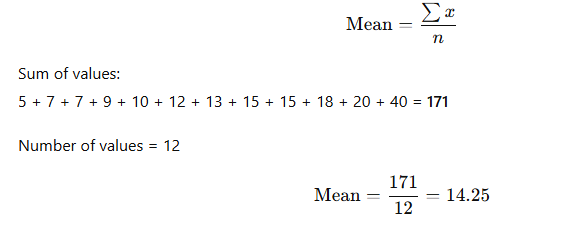 Mean = ∑x / n
Sum of values:
5 + 7 + 7 + 9 + 10 + 12 + 13 + 15 + 15 + 18 + 20 + 40 = 171
Number of values = 12
Mean = 171 / 12 = 14.25